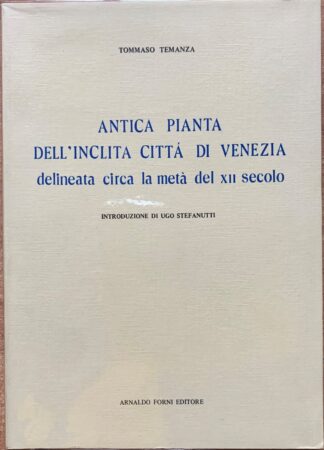 TOMMASO TEMANZA
ANTICA PIANTA
DELL'INCLITA CITTÁ DI VENEZIA
delineata circa la metà del XII secolo
INTRODUZIONE DI UGO STEFANUTTI
ARNALDO FORNI EDITORE